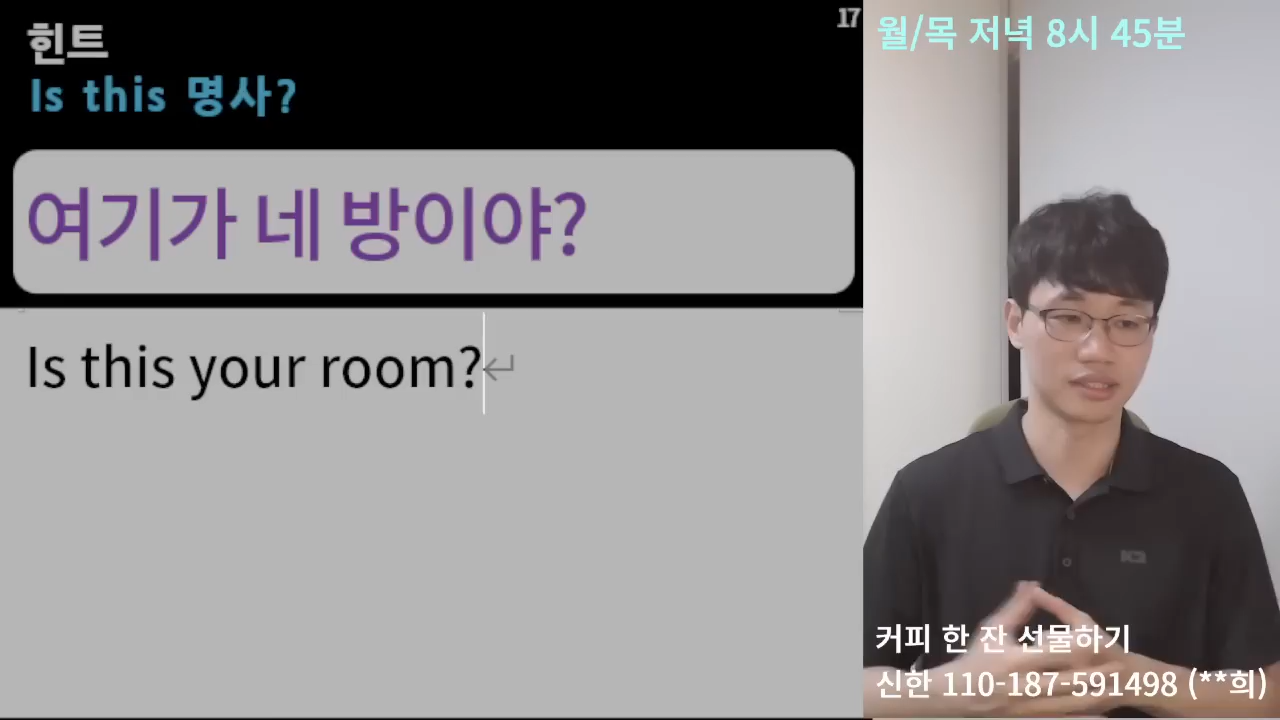 힌트
17
Is this 명사?
여기가 네 방이야?
Is this your room?
월/목 저녁 8시 45분
커피 한 잔 선물하기
신한 110-187-591498 (**희)